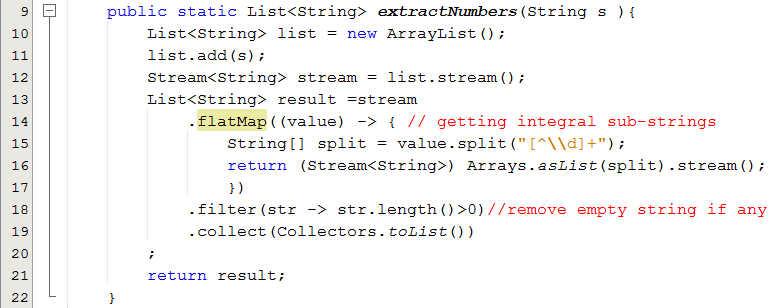 9 public static List<String> extractNumbers(String s ){
10 List<String> list = new ArrayList();
11 list.add(s);
12 Stream<String> stream = list.stream();
13 List<String> result =stream
14 .flatMap((value) -> { // getting integral sub-strings
15 String[] split = value.split("[^\\d]+");
16 return (Stream<String>) Arrays.asList(split).stream();
17 })
18 .filter(str -> str.length()>0)//remove empty string if any
19 .collect(Collectors.toList())
20 ;
21 return result;
22 }